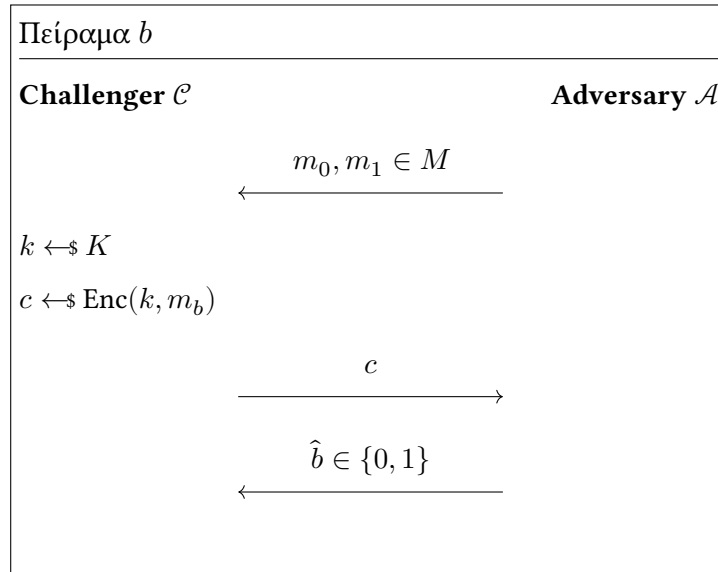 Πείραμα b
Challenger 𝒞 Adversary 𝒜
m₀, m₁ ∈ M
k ←$ K
c ←$ Enc(k, m_b)
c
b̂ ∈ {0, 1}